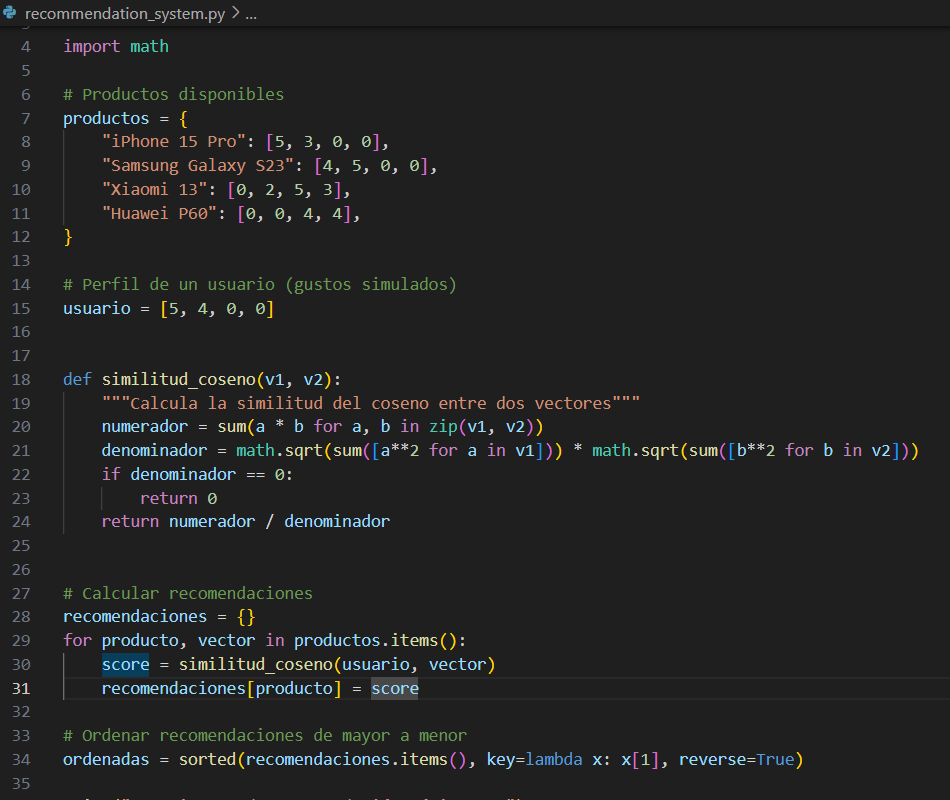 recommendation_system.py > ...
4 import math
5
6 # Productos disponibles
7 productos = {
8     "iPhone 15 Pro": [5, 3, 0, 0],
9     "Samsung Galaxy S23": [4, 5, 0, 0],
10     "Xiaomi 13": [0, 2, 5, 3],
11     "Huawei P60": [0, 0, 4, 4],
12 }
13
14 # Perfil de un usuario (gustos simulados)
15 usuario = [5, 4, 0, 0]
16
17
18 def similitud_coseno(v1, v2):
19     """Calcula la similitud del coseno entre dos vectores"""
20     numerador = sum(a * b for a, b in zip(v1, v2))
21     denominador = math.sqrt(sum([a**2 for a in v1])) * math.sqrt(sum([b**2 for b in v2]))
22     if denominador == 0:
23         return 0
24     return numerador / denominador
25
26
27 # Calcular recomendaciones
28 recomendaciones = {}
29 for producto, vector in productos.items():
30     score = similitud_coseno(usuario, vector)
31     recomendaciones[producto] = score
32
33 # Ordenar recomendaciones de mayor a menor
34 ordenadas = sorted(recomendaciones.items(), key=lambda x: x[1], reverse=True)
35